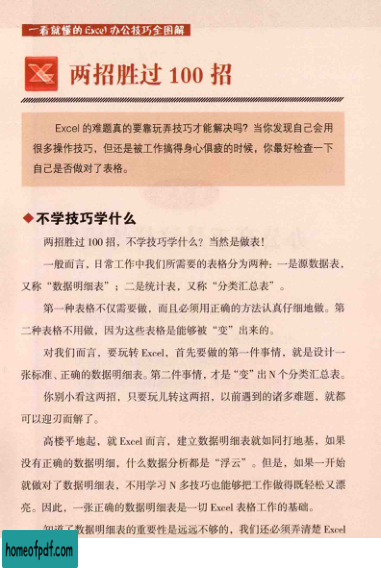 一看就懂的Excel办公技巧全图解
两招胜过 100 招
Excel 的难题真的要靠玩弄技巧才能解决吗？当你发现自己会用
很多操作技巧，但还是被工作搞得身心俱疲的时候，你最好检查一下
自己是否做对了表格。
◆不学技巧学什么
两招胜过 100 招，不学技巧学什么？当然是做表！
一般而言，日常工作中我们所需要的表格分为两种：一是源数据表，
又称“数据明细表”；二是统计表，又称“分类汇总表”。
第一种表格不仅需要做，而且必须用正确的方法认真仔细地做。第
二种表格不用做，因为这些表格是能够被“变”出来的。
对我们而言，要玩转 Excel，首先要做的第一件事情，就是设计一
张标准、正确的数据明细表。第二件事情，才是“变”出 N 个分类汇总表。
你别小看这两招，只要玩儿转这两招，以前遇到的诸多难题，就都
可以迎刃而解了。
高楼平地起，就 Excel 而言，建立数据明细表就如同打地基，如果
没有正确的数据明细，什么数据分析都是“浮云”。但是，如果一开始
就做对了数据明细表，不用学习 N 多技巧也能够把工作做得既轻松又漂
亮。因此，一张正确的数据明细表是一切 Excel 表格工作的基础。
知道了数据明细表的重要性是远远不够的，我们还必须弄清楚 Excel
homeofpdf.com